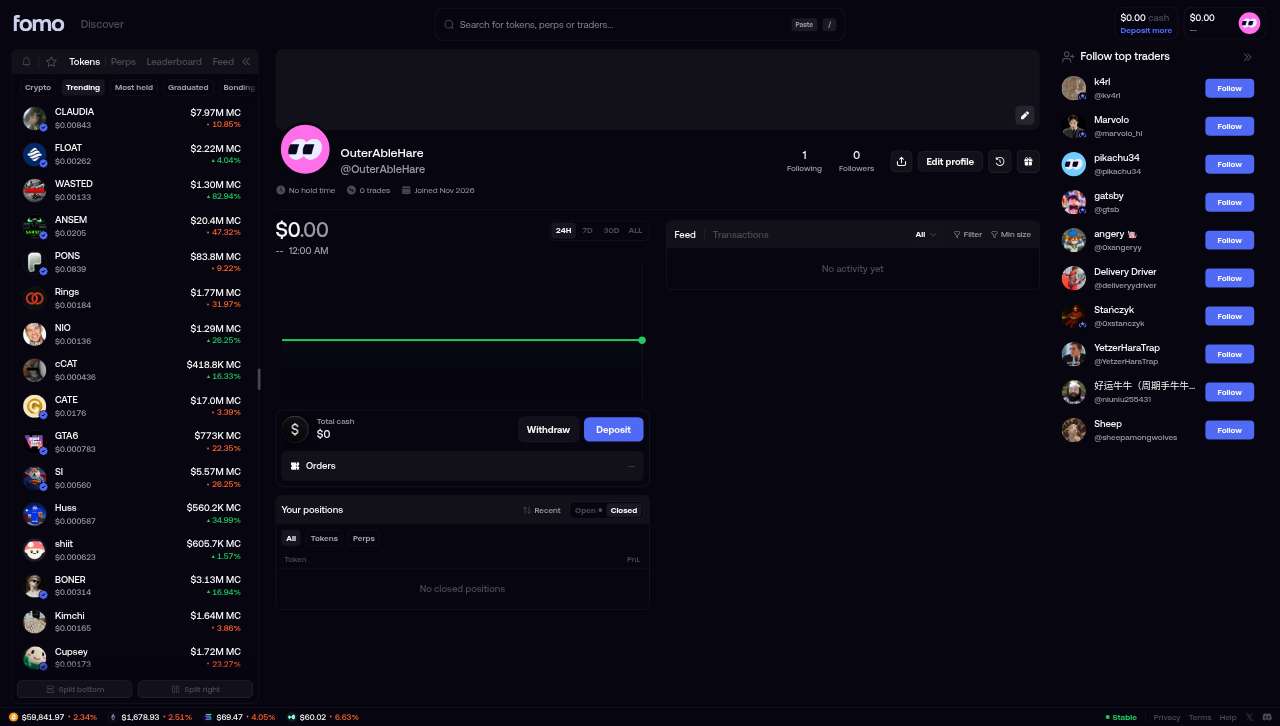 fomo
Discover
Search for tokens, perps or traders...
Paste
/
$0.00 cash
Deposit more
$0.00
—
Tokens Perps Leaderboard Feed
Crypto Trending Most held Graduated Bonding
CLAUDIA $7.97M MC
$0.00843 10.85%
FLOAT $2.22M MC
$0.00262 4.04%
WASTED $1.30M MC
$0.00133 82.94%
ANSEM $20.4M MC
$0.0205 47.32%
PONS $83.8M MC
$0.0839 9.22%
Rings $1.77M MC
$0.00184 31.97%
NIO $1.29M MC
$0.00136 26.25%
cCAT $418.8K MC
$0.000436 16.33%
CATE $17.0M MC
$0.0176 3.39%
GTA6 $773K MC
$0.000783 22.35%
SI $5.57M MC
$0.00560 26.25%
Huss $560.2K MC
$0.000587 34.99%
shiit $605.7K MC
$0.000623 1.57%
BONER $3.13M MC
$0.00314 16.94%
Kimchi $1.64M MC
$0.00165 3.86%
Cupsey $1.72M MC
$0.00173 23.27%
Split bottom Split right
OuterAbleHare
@OuterAbleHare
1
Following
0
Followers
Edit profile
No hold time 0 trades Joined Nov 2026
$0.00
-- 12:00 AM
24H 7D 30D ALL
Total cash
$0
Withdraw
Deposit
Orders —
Your positions Recent Open Closed
All Tokens Perps
Token PnL
No closed positions
Feed Transactions All Filter Min size
No activity yet
Follow top traders
k4rl
@kv4rl
Follow
Marvolo
@marvolo_hl
Follow
pikachu34
@pikachu34
Follow
gatsby
@gtsb
Follow
angery
@0xangeryy
Follow
Delivery Driver
@deliveryydriver
Follow
Stańczyk
@0xstanczyk
Follow
YetzerHaraTrap
@YetzerHaraTrap
Follow
好运牛牛（周期手牛牛...
@niuniu255431
Follow
Sheep
@sheepamongwolves
Follow
$59,841.97 2.34% $1,678.93 2.51% $69.47 4.05% $60.02 6.63%
Stable Privacy Terms Help